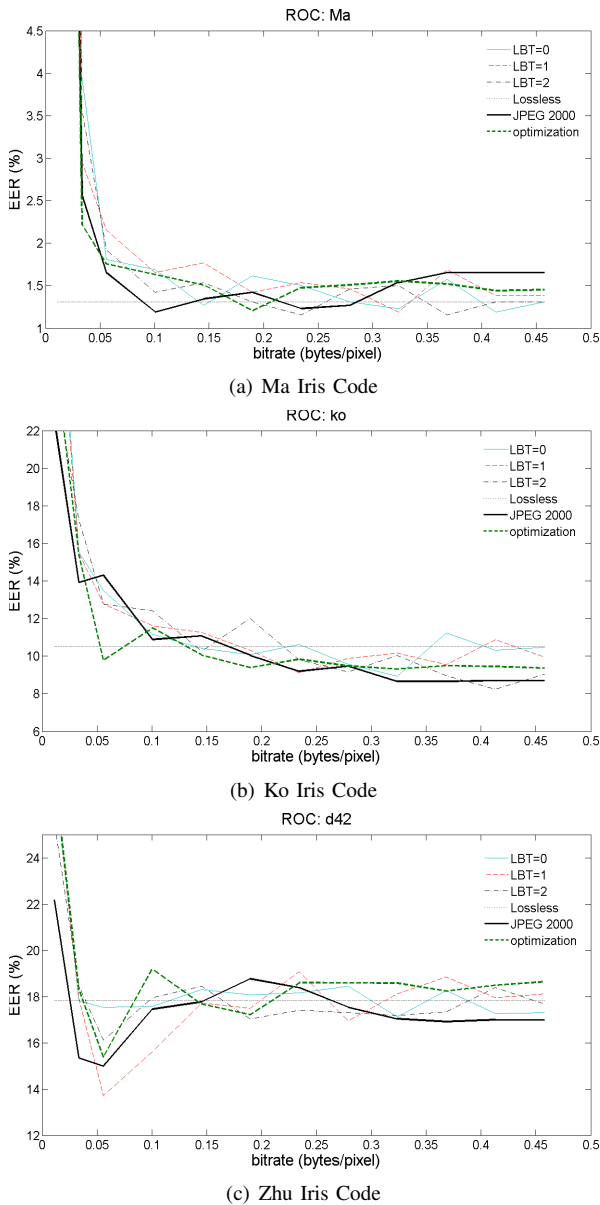 ROC: Ma
4.5
4
3.5
3
2.5
2
1.5
1
EER (%)
LBT=0
LBT=1
LBT=2
Lossless
JPEG 2000
optimization
0 0.05 0.1 0.15 0.2 0.25 0.3 0.35 0.4 0.45 0.5
bitrate (bytes/pixel)
(a) Ma Iris Code
ROC: ko
22
20
18
16
14
12
10
8
6
EER (%)
LBT=0
LBT=1
LBT=2
Lossless
JPEG 2000
optimization
0 0.05 0.1 0.15 0.2 0.25 0.3 0.35 0.4 0.45 0.5
bitrate (bytes/pixel)
(b) Ko Iris Code
ROC: d42
24
22
20
18
16
14
12
EER (%)
LBT=0
LBT=1
LBT=2
Lossless
JPEG 2000
optimization
0 0.05 0.1 0.15 0.2 0.25 0.3 0.35 0.4 0.45 0.5
bitrate (bytes/pixel)
(c) Zhu Iris Code